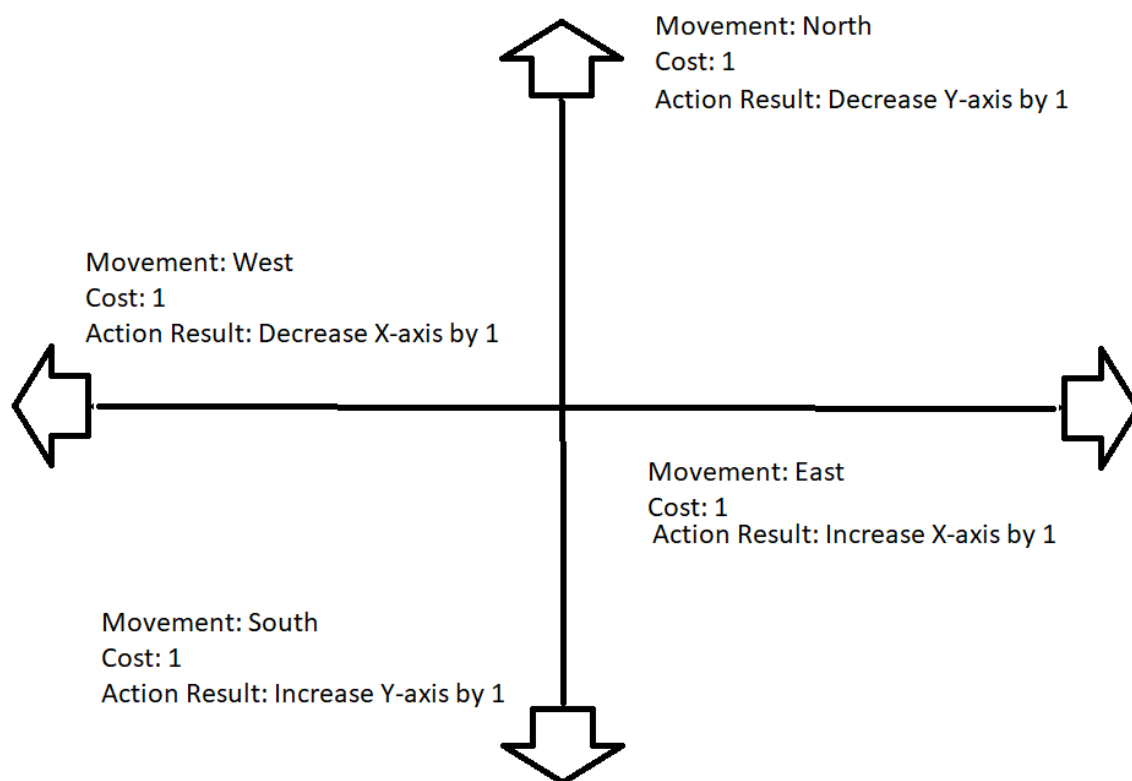 Movement: North
Cost: 1
Action Result: Decrease Y-axis by 1
Movement: West
Cost: 1
Action Result: Decrease X-axis by 1
Movement: East
Cost: 1
Action Result: Increase X-axis by 1
Movement: South
Cost: 1
Action Result: Increase Y-axis by 1